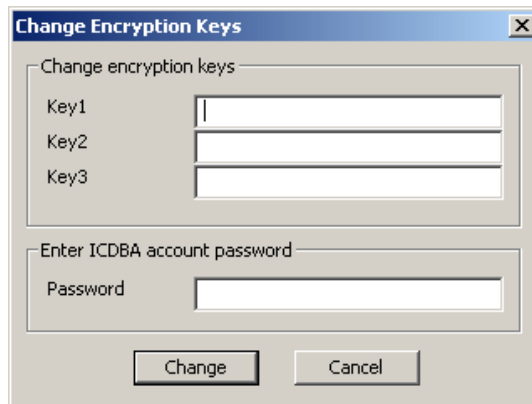 Change Encryption Keys
Change encryption keys
Key1
Key2
Key3
Enter ICDBA account password
Password
Change Cancel